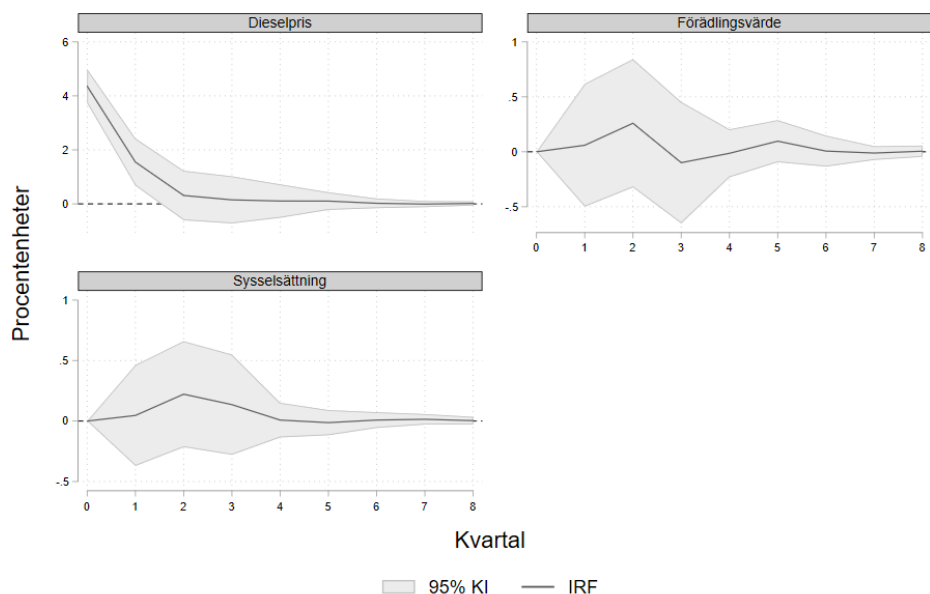 Dieselpris
6
4
2
0
Förädlingsvärde
1
.5
0
-.5
0 1 2 3 4 5 6 7 8
Procentenheter
Sysselsättning
1
.5
0
-.5
0 1 2 3 4 5 6 7 8
Kvartal
95% KI IRF